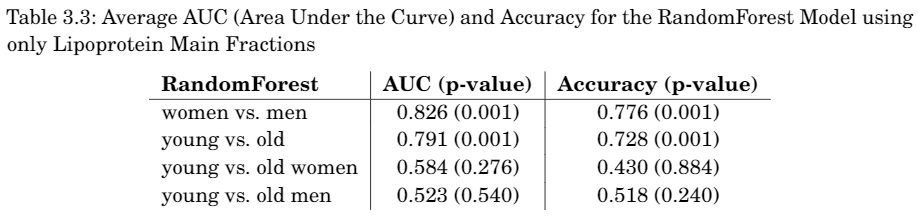 Table 3.3: Average AUC (Area Under the Curve) and Accuracy for the RandomForest Model using
only Lipoprotein Main Fractions
RandomForest AUC (p-value) Accuracy (p-value)
women vs. men 0.826 (0.001) 0.776 (0.001)
young vs. old 0.791 (0.001) 0.728 (0.001)
young vs. old women 0.584 (0.276) 0.430 (0.884)
young vs. old men 0.523 (0.540) 0.518 (0.240)